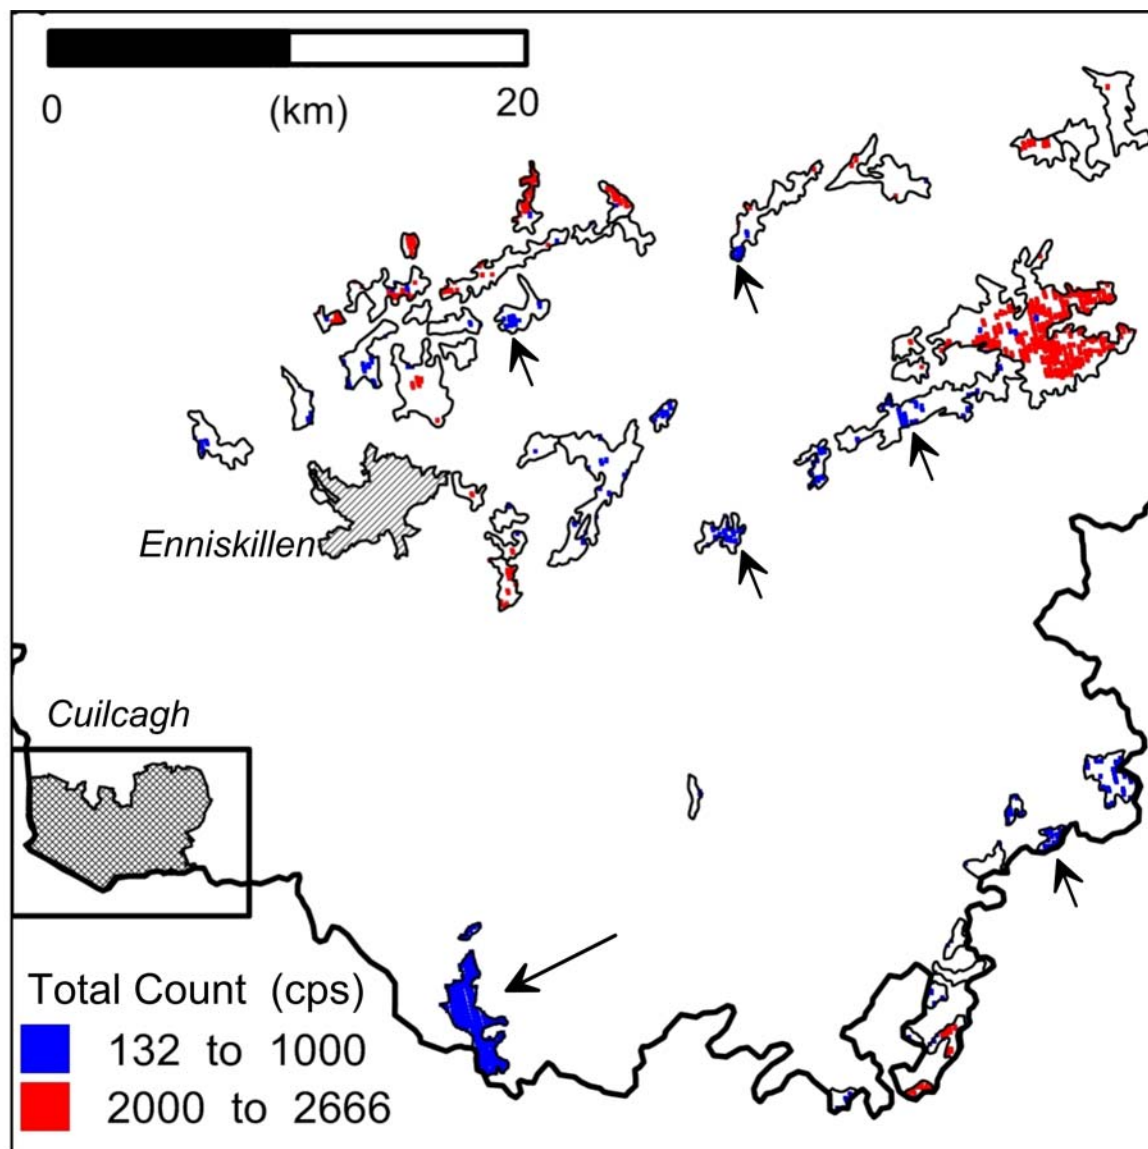 0 (km) 20
Enniskillen
Cuilcagh
Total Count (cps)
132 to 1000
2000 to 2666